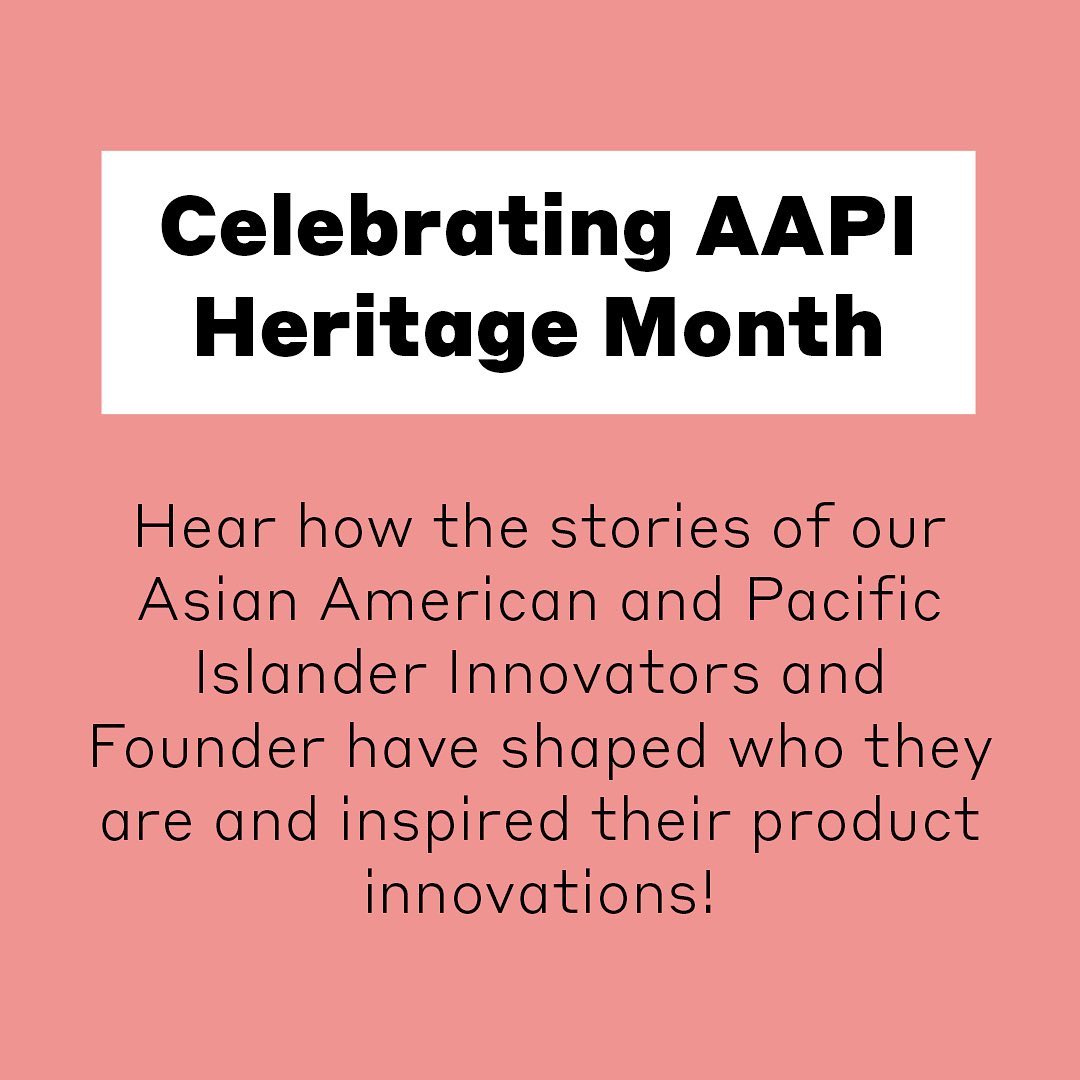 Celebrating AAPI
Heritage Month
Hear how the stories of our
Asian American and Pacific
Islander Innovators and
Founder have shaped who they
are and inspired their product
innovations!